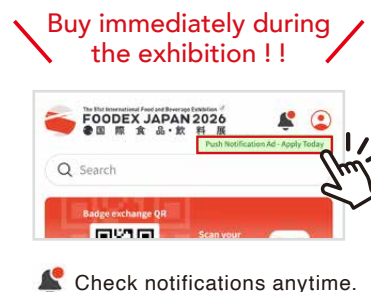 Buy immediately during
the exhibition ! !
The 51st International Food and Beverage Exhibition
FOODEX JAPAN 2026
国際食品・飲料展
Push Notification Ad - Apply Today
Search
Badge exchange QR
Scan your
Check notifications anytime.